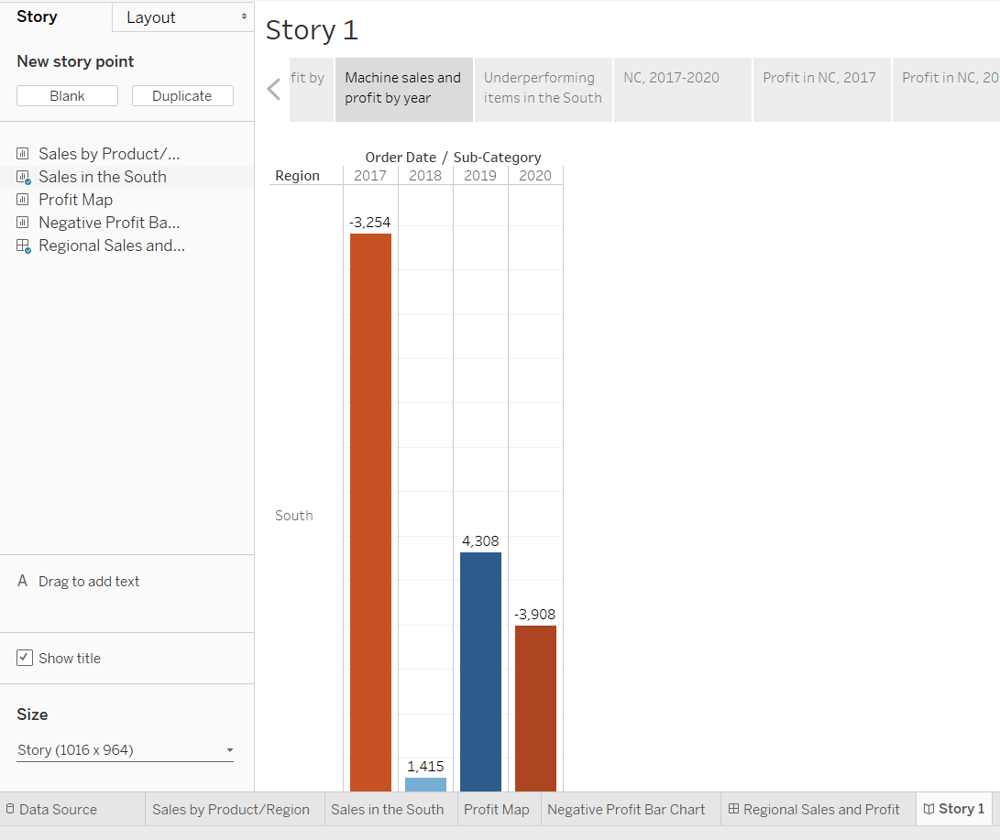 Story
Layout
New story point
Blank
Duplicate
Sales by Product/...
Sales in the South
Profit Map
Negative Profit Ba...
Regional Sales and...
A Drag to add text
Show title
Size
Story (1016 x 964)
Story 1
fit by
Machine sales and
profit by year
Underperforming
items in the South
NC, 2017-2020
Profit in NC, 2017
Profit in NC, 20
Order Date / Sub-Category
Region 2017 2018 2019 2020
-3,254
4,308
South
-3,908
1,415
Data Source Sales by Product/Region Sales in the South Profit Map Negative Profit Bar Chart Regional Sales and Profit Story 1